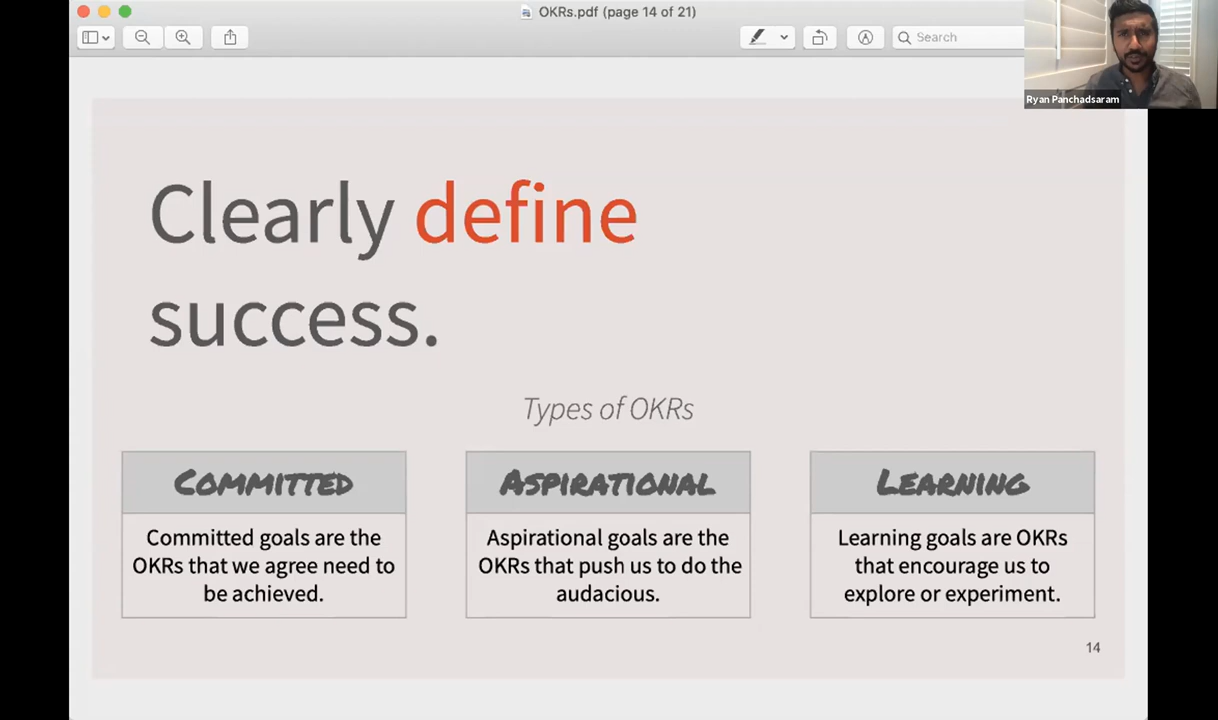 OKRs.pdf (page 14 of 21)
Search
Ryan Panchadsaram
Clearly define
success.
Types of OKRs
COMMITTED
Committed goals are the
OKRs that we agree need to
be achieved.
ASPIRATIONAL
Aspirational goals are the
OKRs that push us to do the
audacious.
LEARNING
Learning goals are OKRs
that encourage us to
explore or experiment.
14